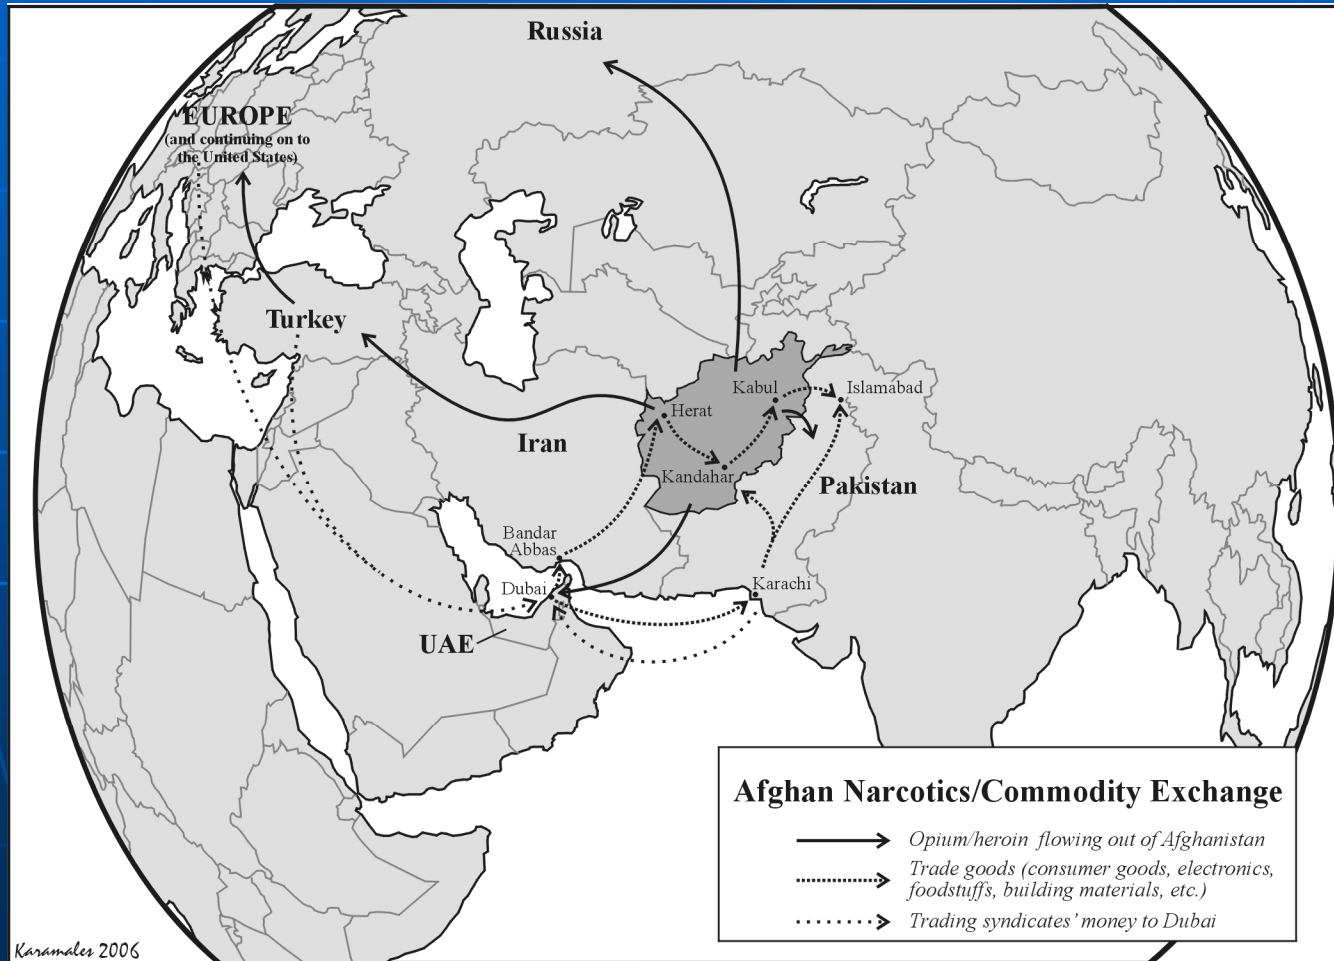 Russia
EUROPE
(and continuing on to
the United States)
Turkey
Kabul
Islamabad
Herat
Iran
Kandahar
Pakistan
Bandar
Abbas
Dubai
Karachi
UAE
Afghan Narcotics/Commodity Exchange
Opium/heroin flowing out of Afghanistan
Trade goods (consumer goods, electronics,
foodstuffs, building materials, etc.)
Trading syndicates' money to Dubai
Karamales 2006